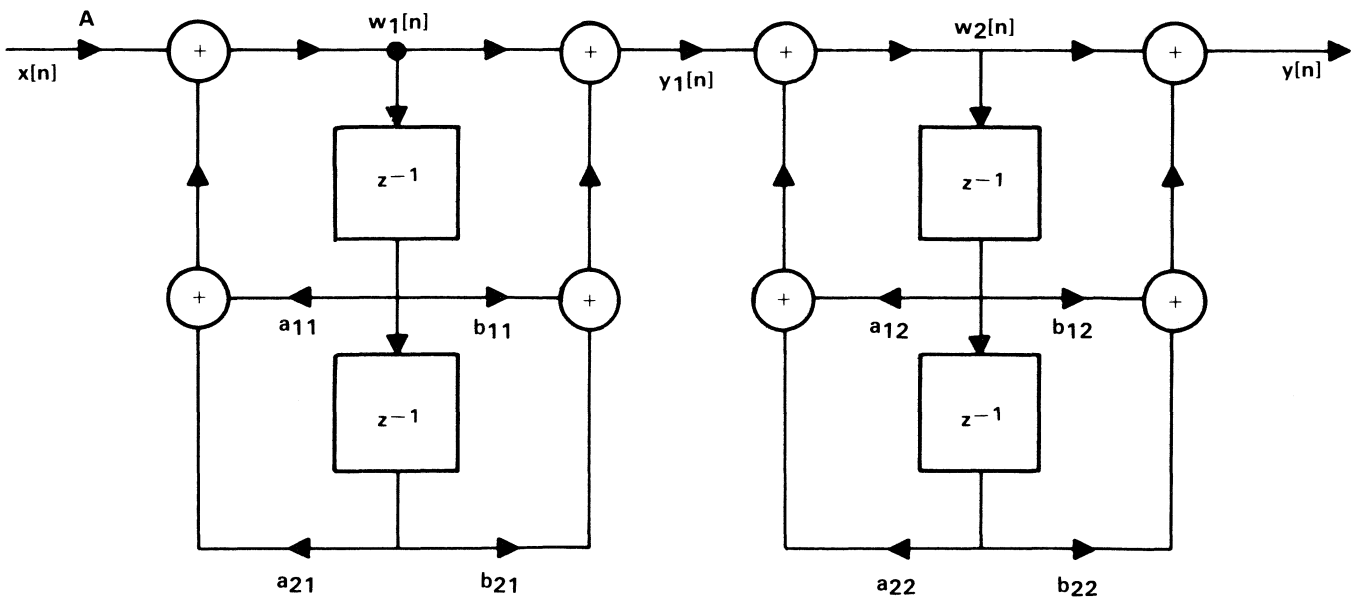 A
w1[n]
w2[n]
+
+
+
+
x[n]
y1[n]
y[n]
z−1
z−1
+
+
+
+
a11
b11
a12
b12
z−1
z−1
a21
b21
a22
b22